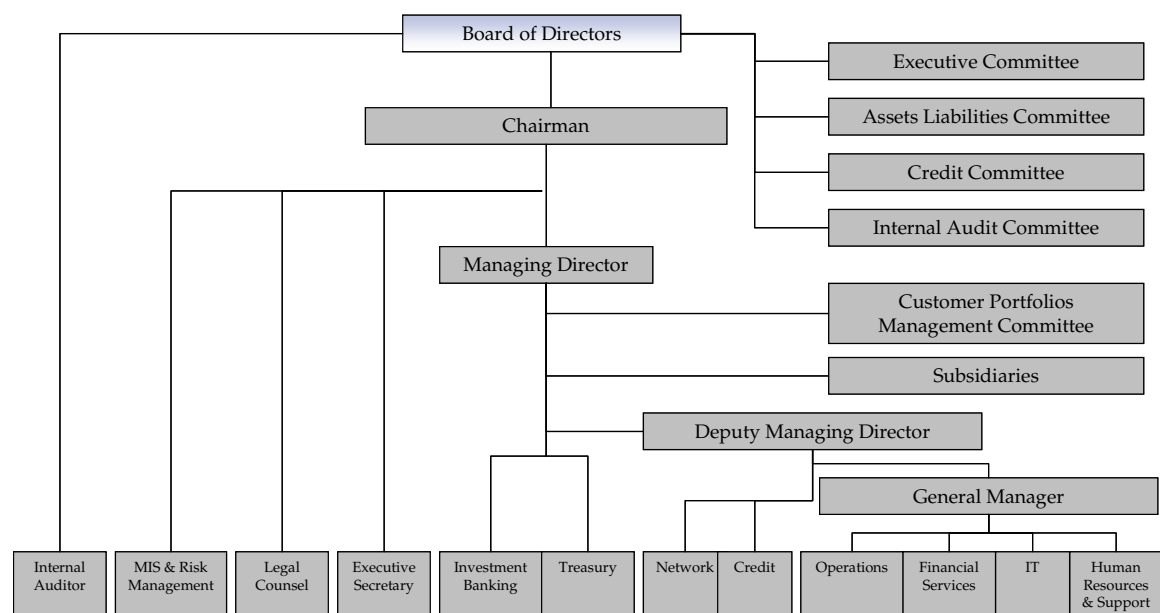 Board of Directors
Executive Committee
Chairman
Assets Liabilities Committee
Credit Committee
Internal Audit Committee
Managing Director
Customer Portfolios
Management Committee
Subsidiaries
Deputy Managing Director
General Manager
Internal
Auditor
MIS & Risk
Management
Legal
Counsel
Executive
Secretary
Investment
Banking
Treasury
Network
Credit
Operations
Financial
Services
IT
Human
Resources
& Support